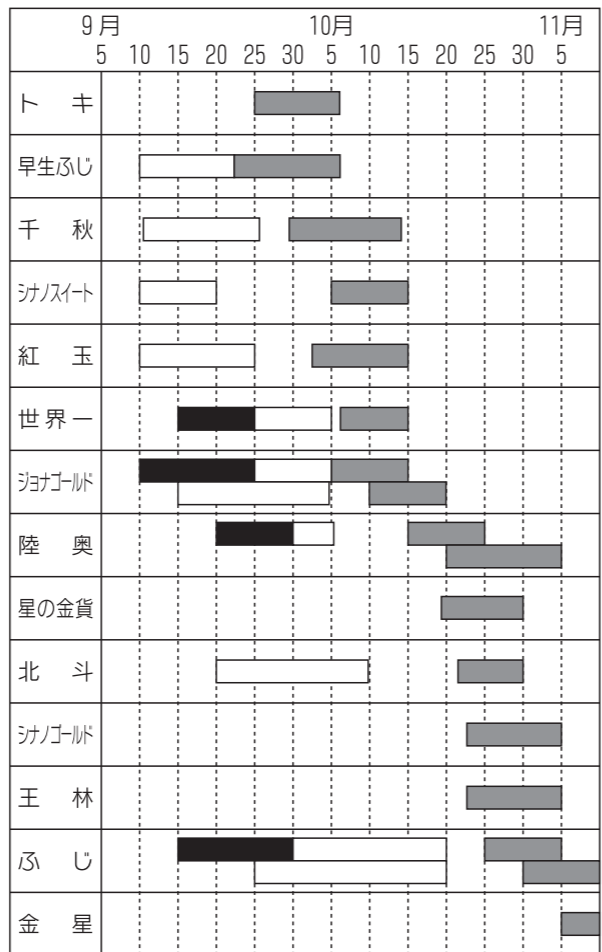 9月 10月 11月
5 10 15 20 25 30 5 10 15 20 25 30 5
トキ
早生ふじ
千秋
シナノスイート
紅玉
世界一
ジョナゴールド
陸奥
星の金貨
北斗
シナノゴールド
王林
ふじ
金星